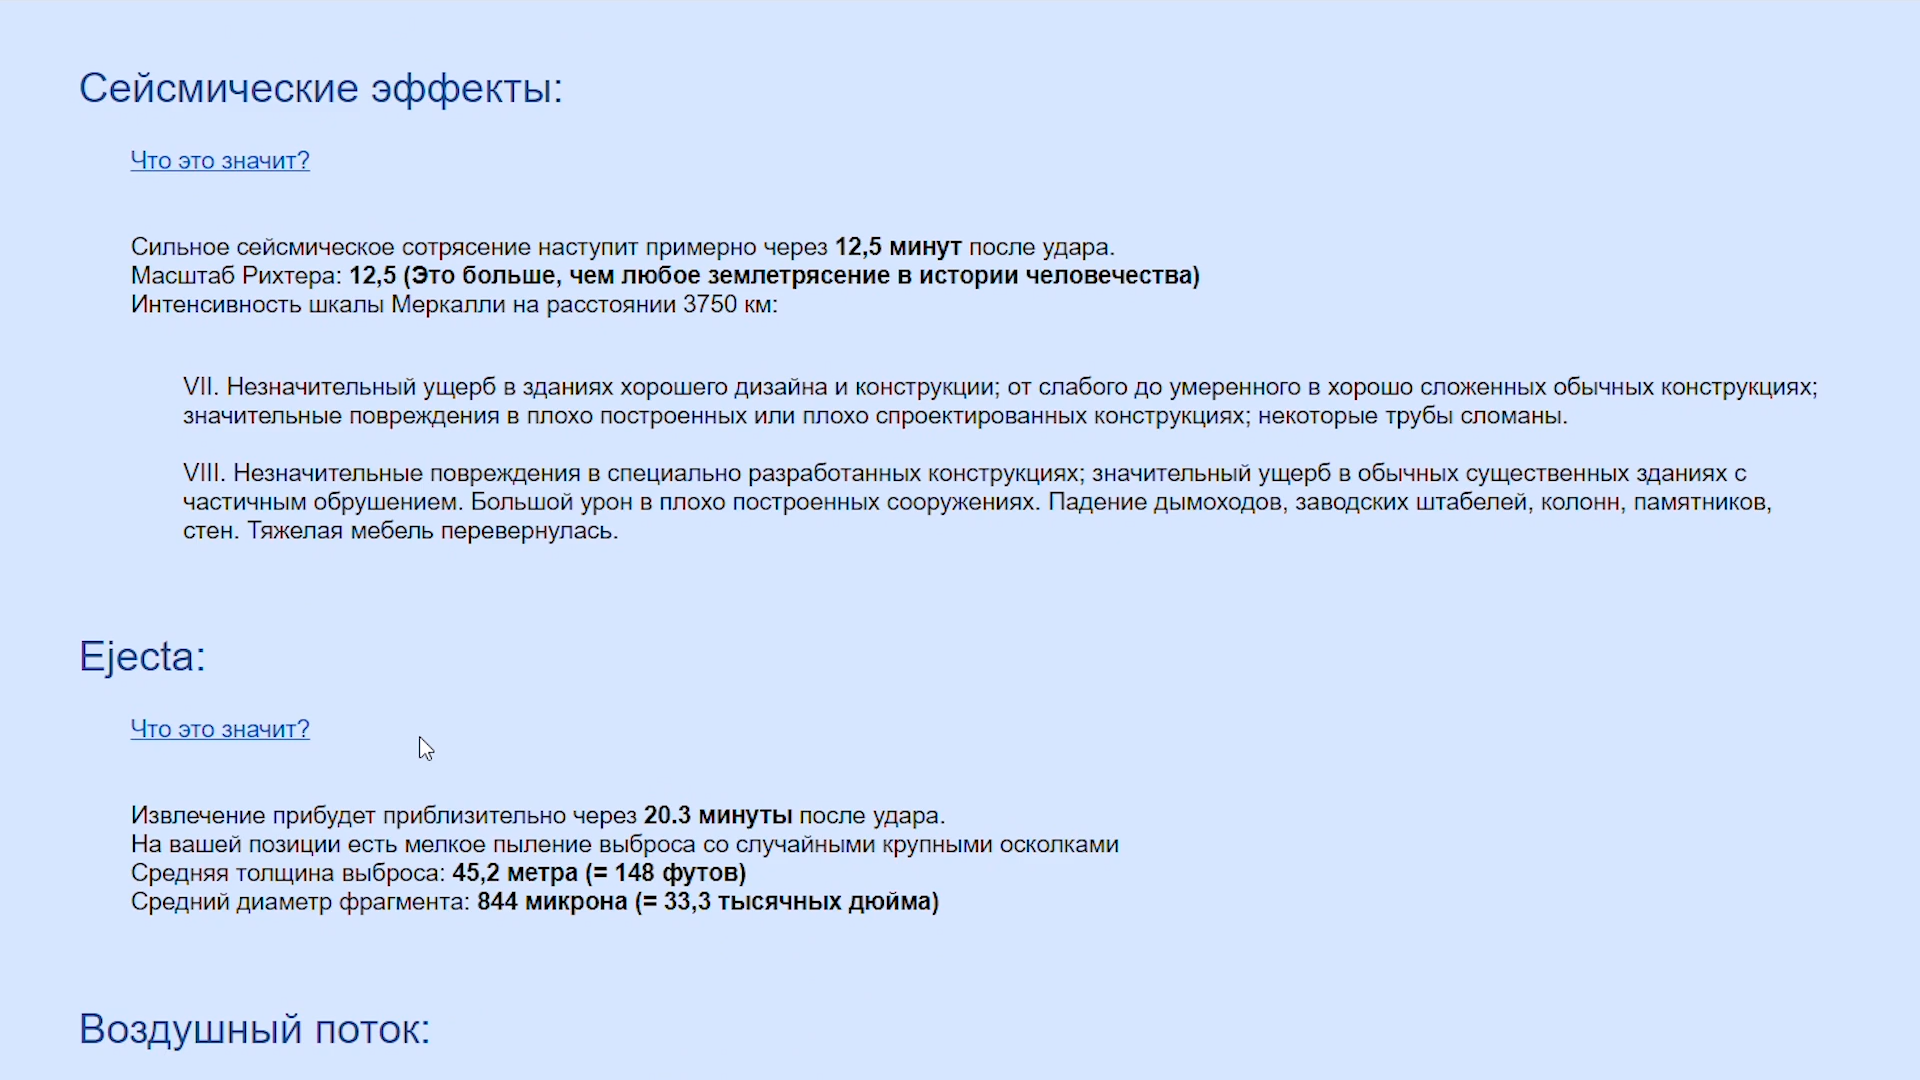 Сейсмические эффекты:
Что это значит?
Сильное сейсмическое сотрясение наступит примерно через 12,5 минут после удара.
Масштаб Рихтера: 12,5 (Это больше, чем любое землетрясение в истории человечества)
Интенсивность шкалы Меркалли на расстоянии 3750 км:
VII. Незначительный ущерб в зданиях хорошего дизайна и конструкции; от слабого до умеренного в хорошо сложенных обычных конструкциях;
значительные повреждения в плохо построенных или плохо спроектированных конструкциях; некоторые трубы сломаны.
VIII. Незначительные повреждения в специально разработанных конструкциях; значительный ущерб в обычных существенных зданиях с
частичным обрушением. Большой урон в плохо построенных сооружениях. Падение дымоходов, заводских штабелей, колонн, памятников,
стен. Тяжелая мебель перевернулась.
Ejecta:
Что это значит?
Извлечение прибудет приблизительно через 20.3 минуты после удара.
На вашей позиции есть мелкое пыление выброса со случайными крупными осколками
Средняя толщина выброса: 45,2 метра (= 148 футов)
Средний диаметр фрагмента: 844 микрона (= 33,3 тысячных дюйма)
Воздушный поток: